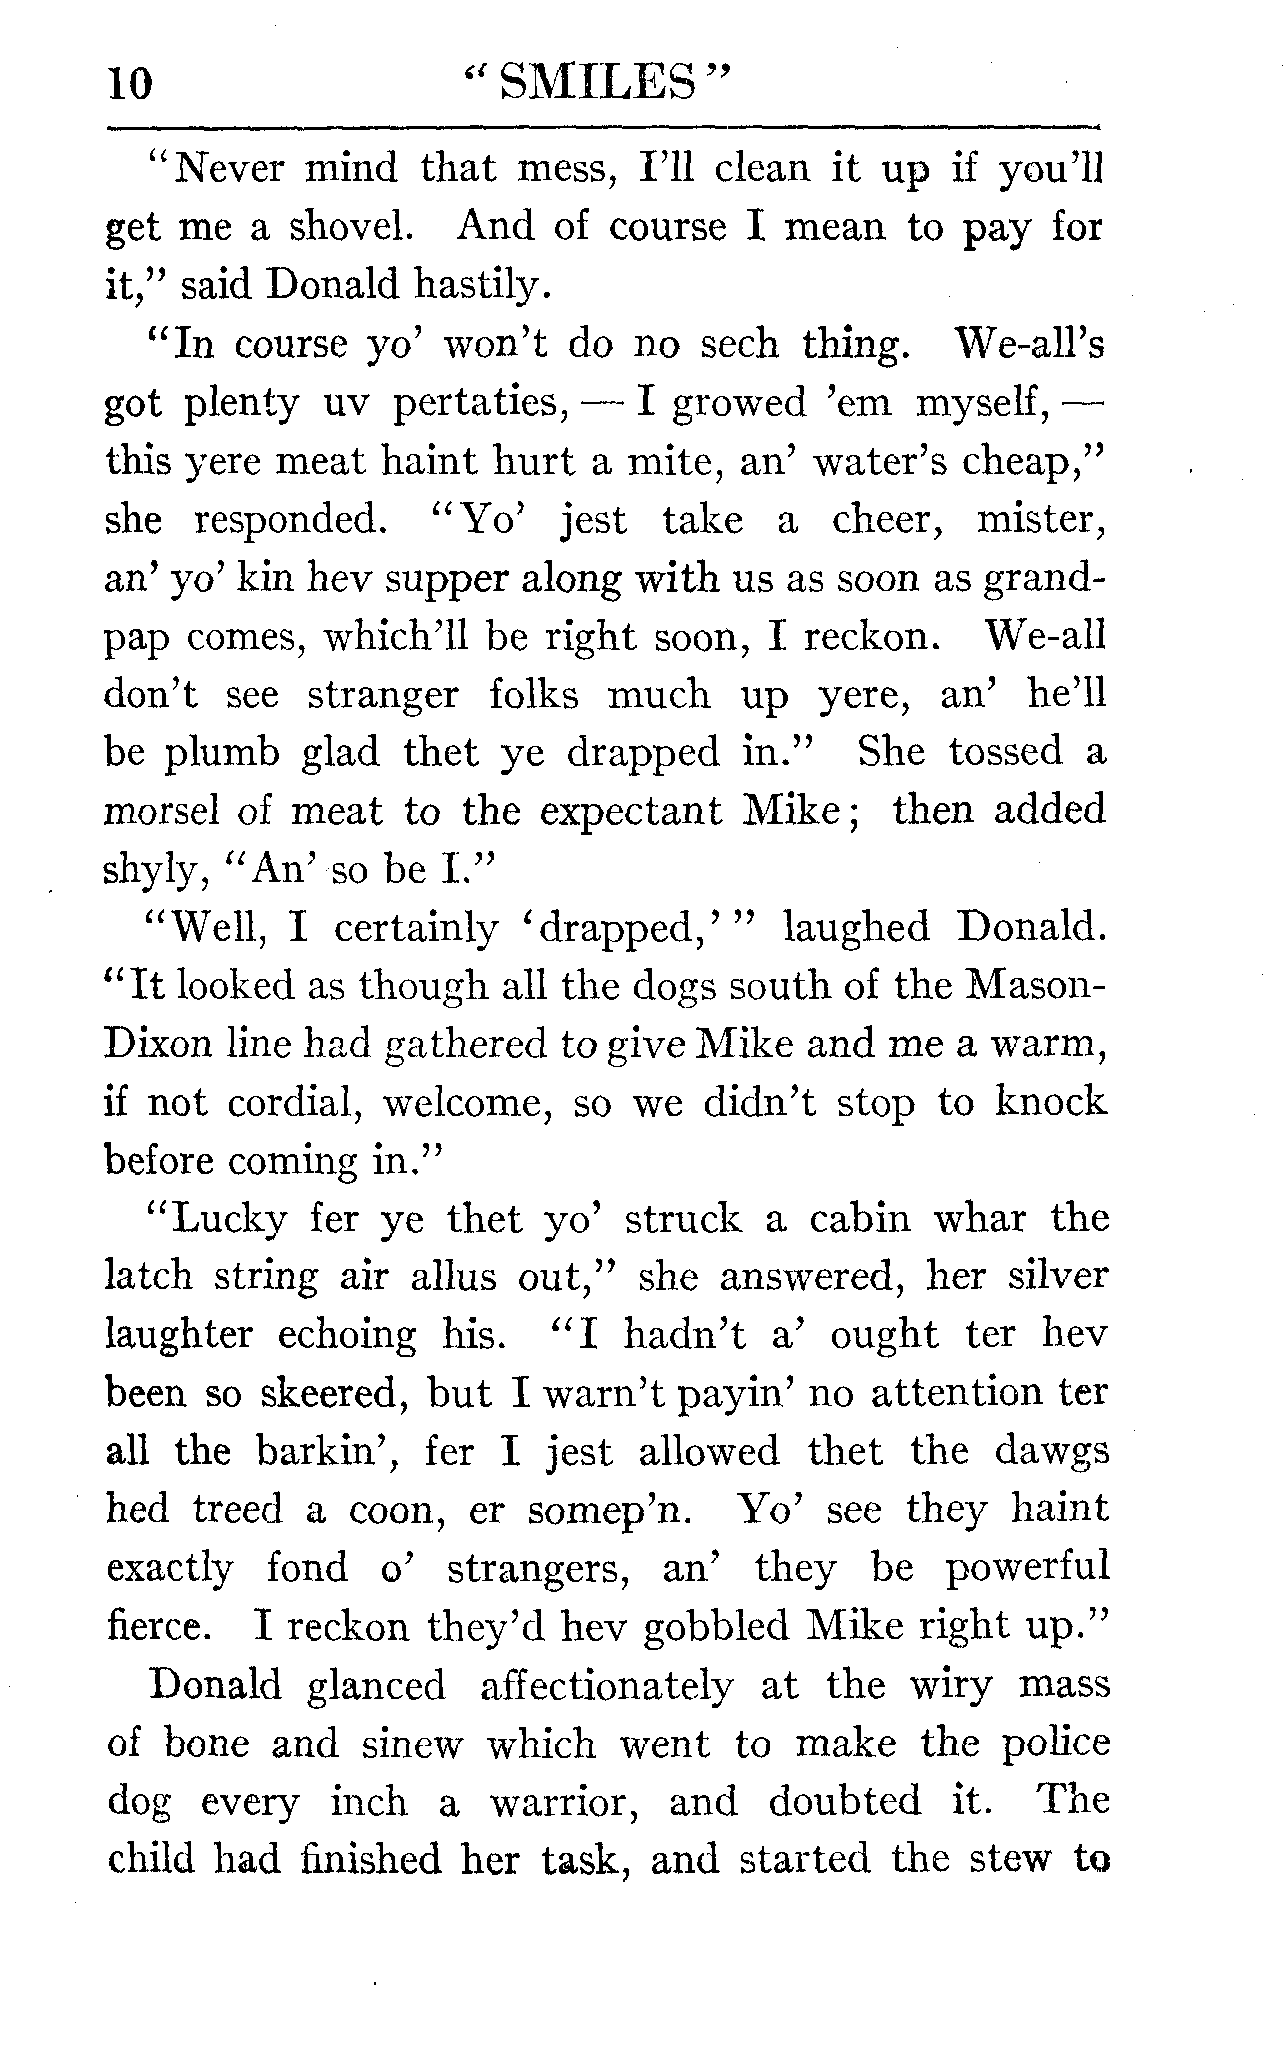 10 “SMILES”
“Never mind that mess, I’ll clean it up if you’ll
get me a shovel. And of course I mean to pay for
it,” said Donald hastily.
“In course yo’ won’t do no sech thing. We-all’s
got plenty uv pertaties, — I growed ’em myself, —
this yere meat haint hurt a mite, an’ water’s cheap,”
she responded. “Yo’ jest take a cheer, mister,
an’ yo’ kin hev supper along with us as soon as grand-
pap comes, which’ll be right soon, I reckon. We-all
don’t see stranger folks much up yere, an’ he’ll
be plumb glad thet ye drapped in.” She tossed a
morsel of meat to the expectant Mike; then added
shyly, “An’ so be I.”
“Well, I certainly ‘drapped,’” laughed Donald.
“It looked as though all the dogs south of the Mason-
Dixon line had gathered to give Mike and me a warm,
if not cordial, welcome, so we didn’t stop to knock
before coming in.”
“Lucky fer ye thet yo’ struck a cabin whar the
latch string air allus out,” she answered, her silver
laughter echoing his. “I hadn’t a’ ought ter hev
been so skeered, but I warn’t payin’ no attention ter
all the barkin’, fer I jest allowed thet the dawgs
hed treed a coon, er somep’n. Yo’ see they haint
exactly fond o’ strangers, an’ they be powerful
fierce. I reckon they’d hev gobbled Mike right up.”
Donald glanced affectionately at the wiry mass
of bone and sinew which went to make the police
dog every inch a warrior, and doubted it. The
child had finished her task, and started the stew to